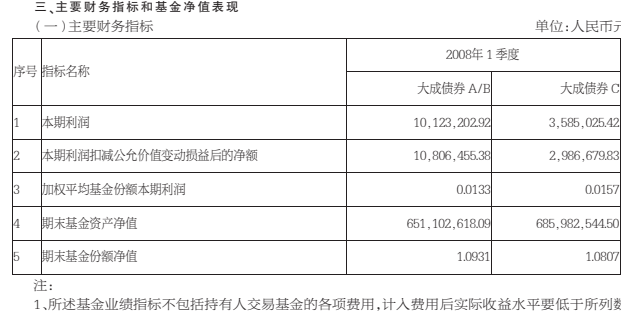 三、主要财务指标和基金净值表现
(一)主要财务指标 单位:人民币元
序号 指标名称 2008年1季度
大成债券 A/B 大成债券 C
1 本期利润 10,123,202.92 3,585,025.42
2 本期利润扣减公允价值变动损益后的净额 10,806,455.38 2,986,679.83
3 加权平均基金份额本期利润 0.0133 0.0157
4 期末基金资产净值 651,102,618.09 685,982,544.50
5 期末基金份额净值 1.0931 1.0807
注:
1、所述基金业绩指标不包括持有人交易基金的各项费用,计入费用后实际收益水平要低于所列数